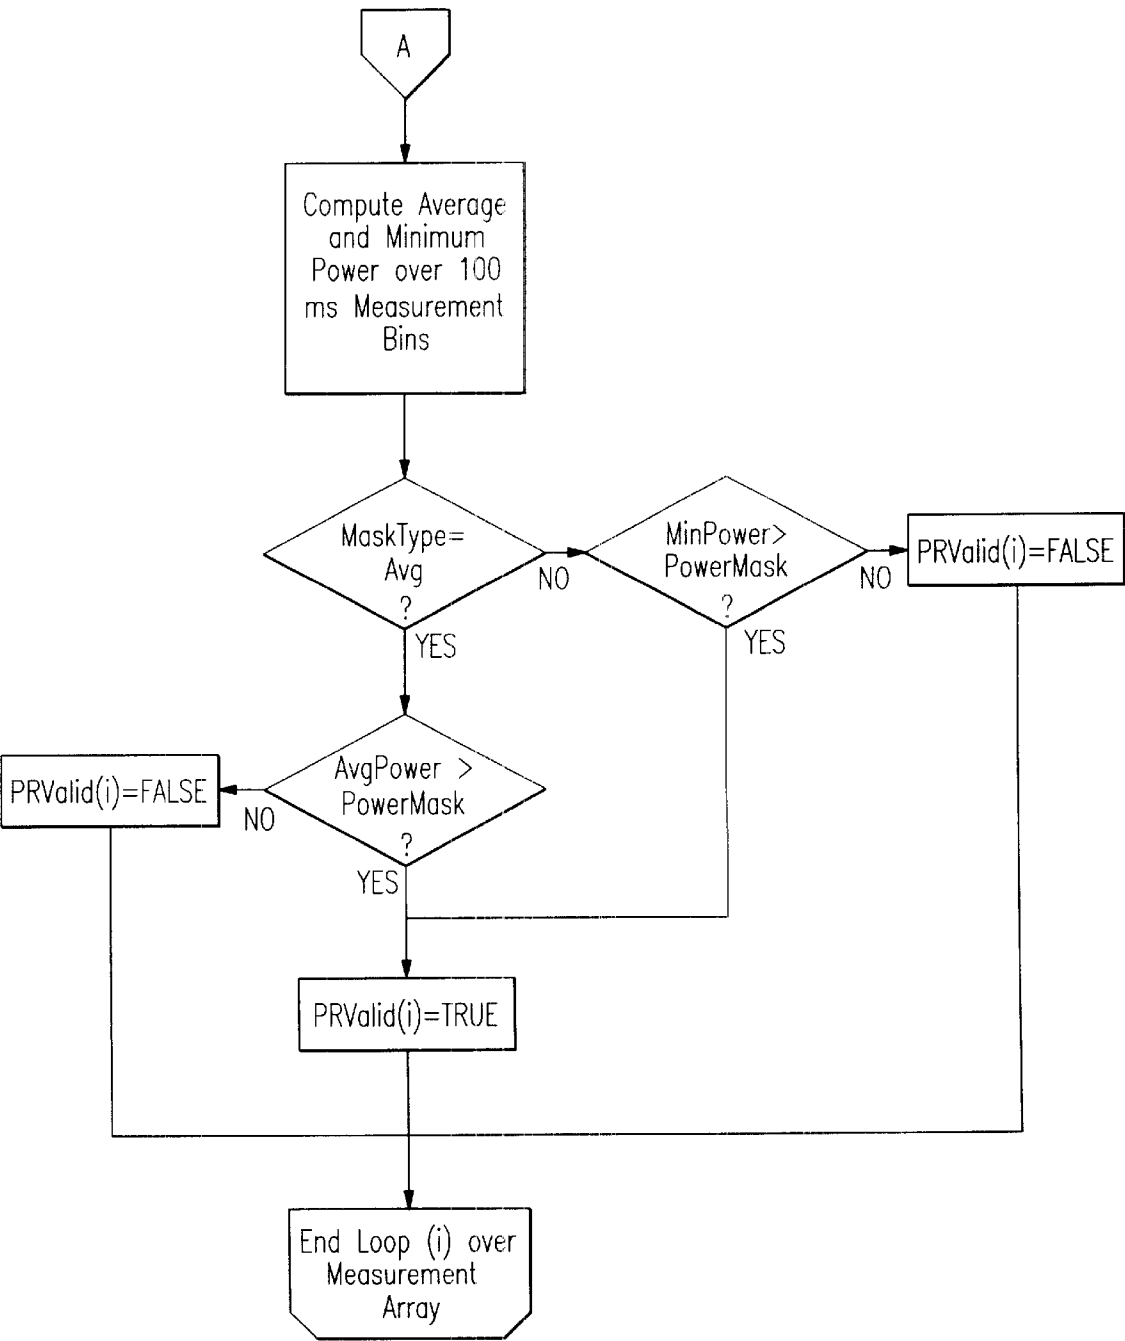 A
Compute Average
and Minimum
Power over 100
ms Measurement
Bins
MaskType=
Avg
?
NO
YES
MinPower>
PowerMask
?
NO
YES
PRValid(i)=FALSE
AvgPower >
PowerMask
?
NO
YES
PRValid(i)=FALSE
PRValid(i)=TRUE
End Loop (i) over
Measurement
Array